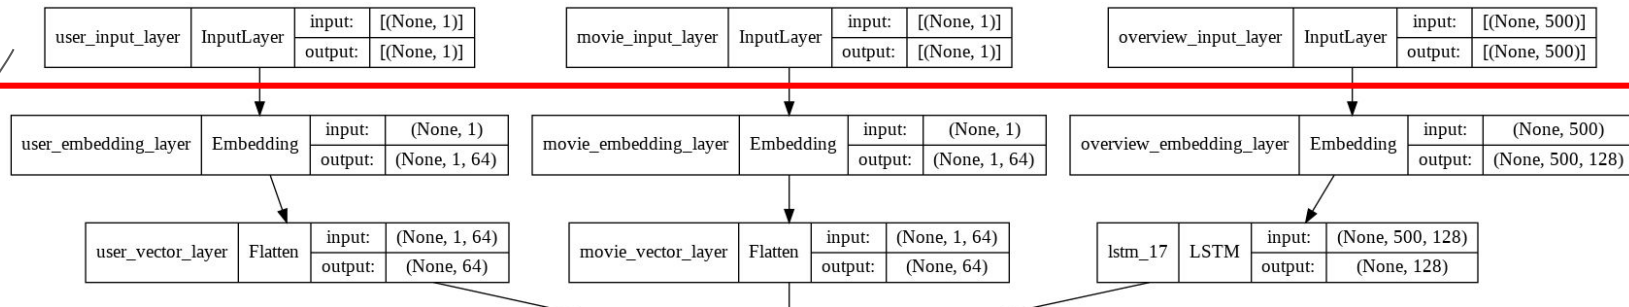 user_input_layer InputLayer input: [(None, 1)] output: [(None, 1)]
movie_input_layer InputLayer input: [(None, 1)] output: [(None, 1)]
overview_input_layer InputLayer input: [(None, 500)] output: [(None, 500)]
user_embedding_layer Embedding input: (None, 1) output: (None, 1, 64)
movie_embedding_layer Embedding input: (None, 1) output: (None, 1, 64)
overview_embedding_layer Embedding input: (None, 500) output: (None, 500, 128)
user_vector_layer Flatten input: (None, 1, 64) output: (None, 64)
movie_vector_layer Flatten input: (None, 1, 64) output: (None, 64)
lstm_17 LSTM input: (None, 500, 128) output: (None, 128)